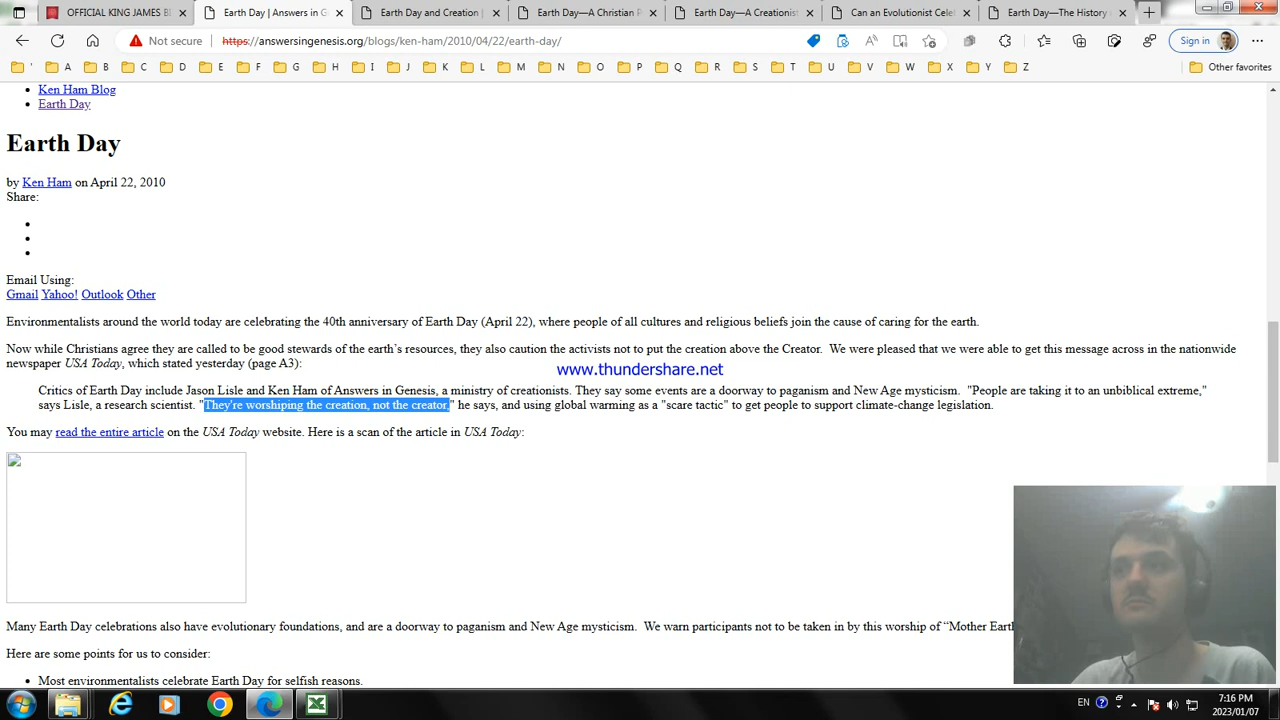 OFFICIAL KING JAMES BI
Earth Day | Answers in G
Earth Day and Creation |
Earth Day—A Christian P
Earth Day—A Creationist
Can an Evolutionist Cele
Earth Day—The History
Not secure
https://answersingenesis.org/blogs/ken-ham/2010/04/22/earth-day/
Sign in
' A B C D E F G H I J K L M N O P Q R S T U V W X Y Z Other favorites
Ken Ham Blog
Earth Day
Earth Day
by Ken Ham on April 22, 2010
Share:
Email Using:
Gmail Yahoo! Outlook Other
Environmentalists around the world today are celebrating the 40th anniversary of Earth Day (April 22), where people of all cultures and religious beliefs join the cause of caring for the earth.
Now while Christians agree they are called to be good stewards of the earth's resources, they also caution the activists not to put the creation above the Creator. We were pleased that we were able to get this message across in the nationwide
newspaper USA Today, which stated yesterday (page A3):
www.thundershare.net
Critics of Earth Day include Jason Lisle and Ken Ham of Answers in Genesis, a ministry of creationists. They say some events are a doorway to paganism and New Age mysticism. "People are taking it to an unbiblical extreme,"
says Lisle, a research scientist. "They're worshiping the creation, not the creator," he says, and using global warming as a "scare tactic" to get people to support climate-change legislation.
You may read the entire article on the USA Today website. Here is a scan of the article in USA Today:
Many Earth Day celebrations also have evolutionary foundations, and are a doorway to paganism and New Age mysticism. We warn participants not to be taken in by this worship of “Mother Earth
Here are some points for us to consider:
Most environmentalists celebrate Earth Day for selfish reasons.
EN
7:16 PM
2023/01/07